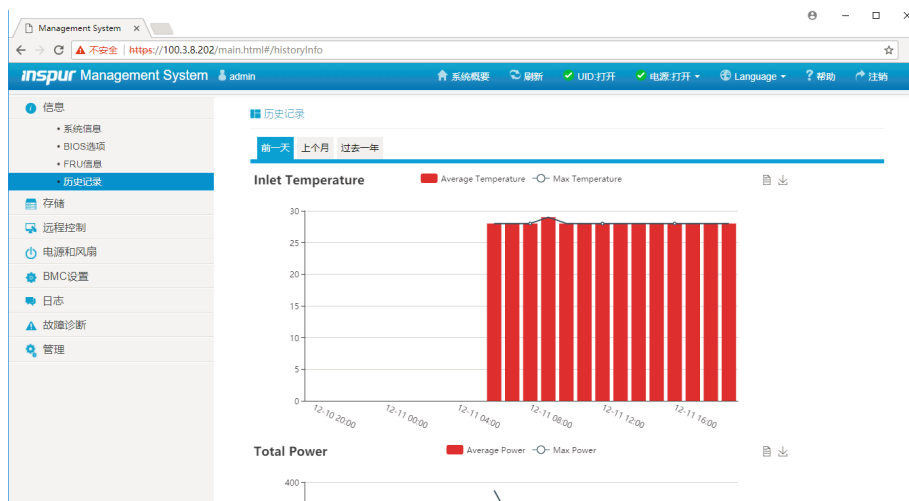 Management System
不安全 | https://100.3.8.202/main.html#/historyInfo
inspur Management System admin 系统概要 刷新 UID:打开 电源:打开 Language 帮助 注销
信息
• 系统信息
• BIOS选项
• FRU信息
• 历史记录
存储
远程控制
电源和风扇
BMC设置
日志
故障诊断
管理
历史记录
前一天 上个月 过去一年
Inlet Temperature Average Temperature Max Temperature
30
25
20
15
10
5
0
12-10 20:00 12-11 00:00 12-11 04:00 12-11 08:00 12-11 12:00 12-11 16:00
Total Power Average Power Max Power
400